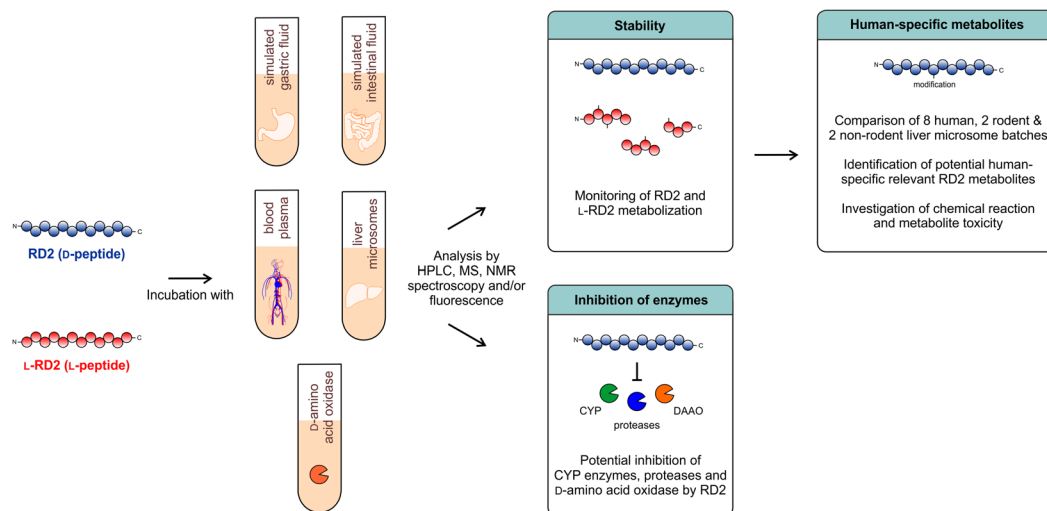 N
C
RD2 (D-peptide)
N
C
L-RD2 (L-peptide)
Incubation with
simulated
gastric fluid
simulated
intestinal fluid
blood
plasma
liver
microsomes
D-amino
acid oxidase
Analysis by
HPLC, MS, NMR
spectroscopy and/or
fluorescence
Stability
N
C
N
C
Monitoring of RD2 and
L-RD2 metabolization
Inhibition of enzymes
N
C
CYP
DAAO
proteases
Potential inhibition of
CYP enzymes, proteases and
D-amino acid oxidase by RD2
Human-specific metabolites
N
C
modification
Comparison of 8 human, 2 rodent &
2 non-rodent liver microsome batches
Identification of potential human-
specific relevant RD2 metabolites
Investigation of chemical reaction
and metabolite toxicity